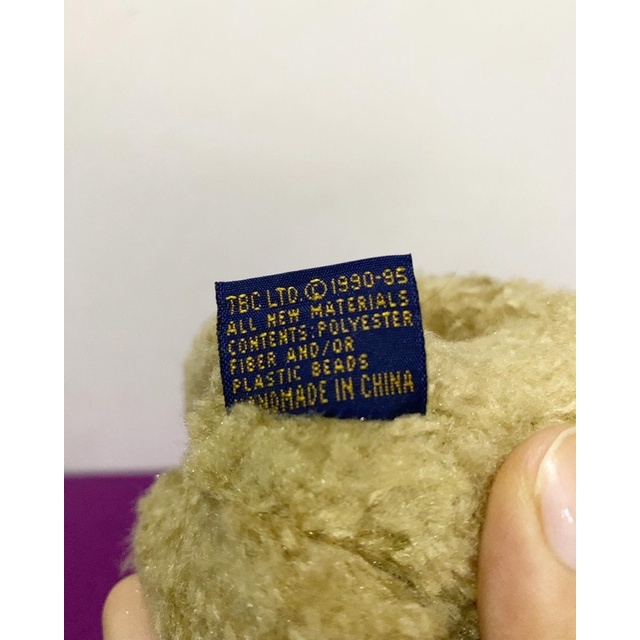 TBC LTD. © 1990-95
ALL NEW MATERIALS
CONTENTS: POLYESTER
FIBER AND/OR
PLASTIC BEADS
HANDMADE IN CHINA